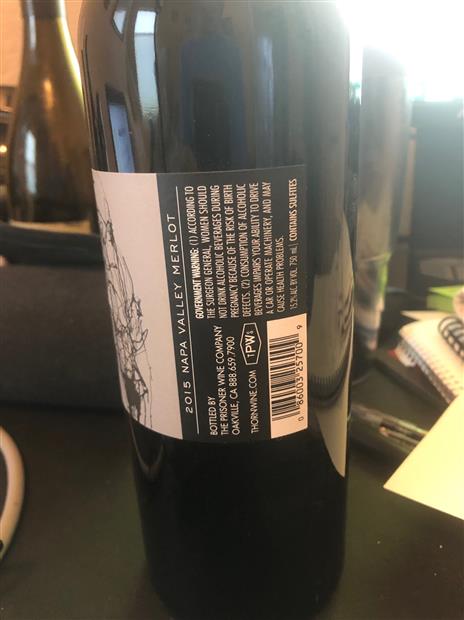 2015 NAPA VALLEY MERLOT
GOVERNMENT WARNING: (1) ACCORDING TO
THE SURGEON GENERAL, WOMEN SHOULD
NOT DRINK ALCOHOLIC BEVERAGES DURING
PREGNANCY BECAUSE OF THE RISK OF BIRTH
DEFECTS. (2) CONSUMPTION OF ALCOHOLIC
BEVERAGES IMPAIRS YOUR ABILITY TO DRIVE
A CAR OR OPERATE MACHINERY, AND MAY
CAUSE HEALTH PROBLEMS.
15.2% BY VOL. 750 mL | CONTAINS SULFITES
BOTTLED BY
THE PRISONER WINE COMPANY
OAKVILLE, CA 888.659.7900
THORNWINE.COM
TPWC
0 86003 25700 9